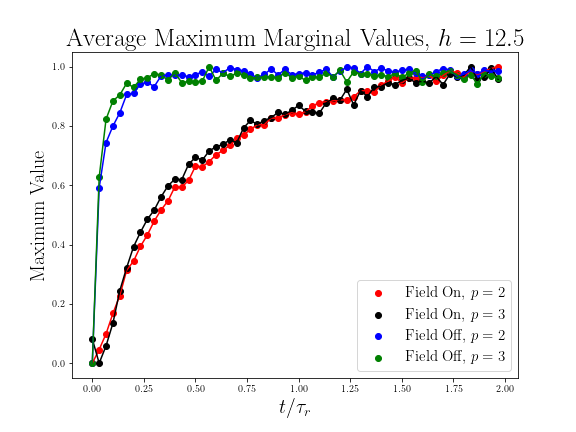 Average Maximum Marginal Values, h = 12.5
Maximum Value
1.0
0.8
0.6
0.4
0.2
0.0
Field On, p = 2
Field On, p = 3
Field Off, p = 2
Field Off, p = 3
0.00 0.25 0.50 0.75 1.00 1.25 1.50 1.75 2.00
t/τ_r